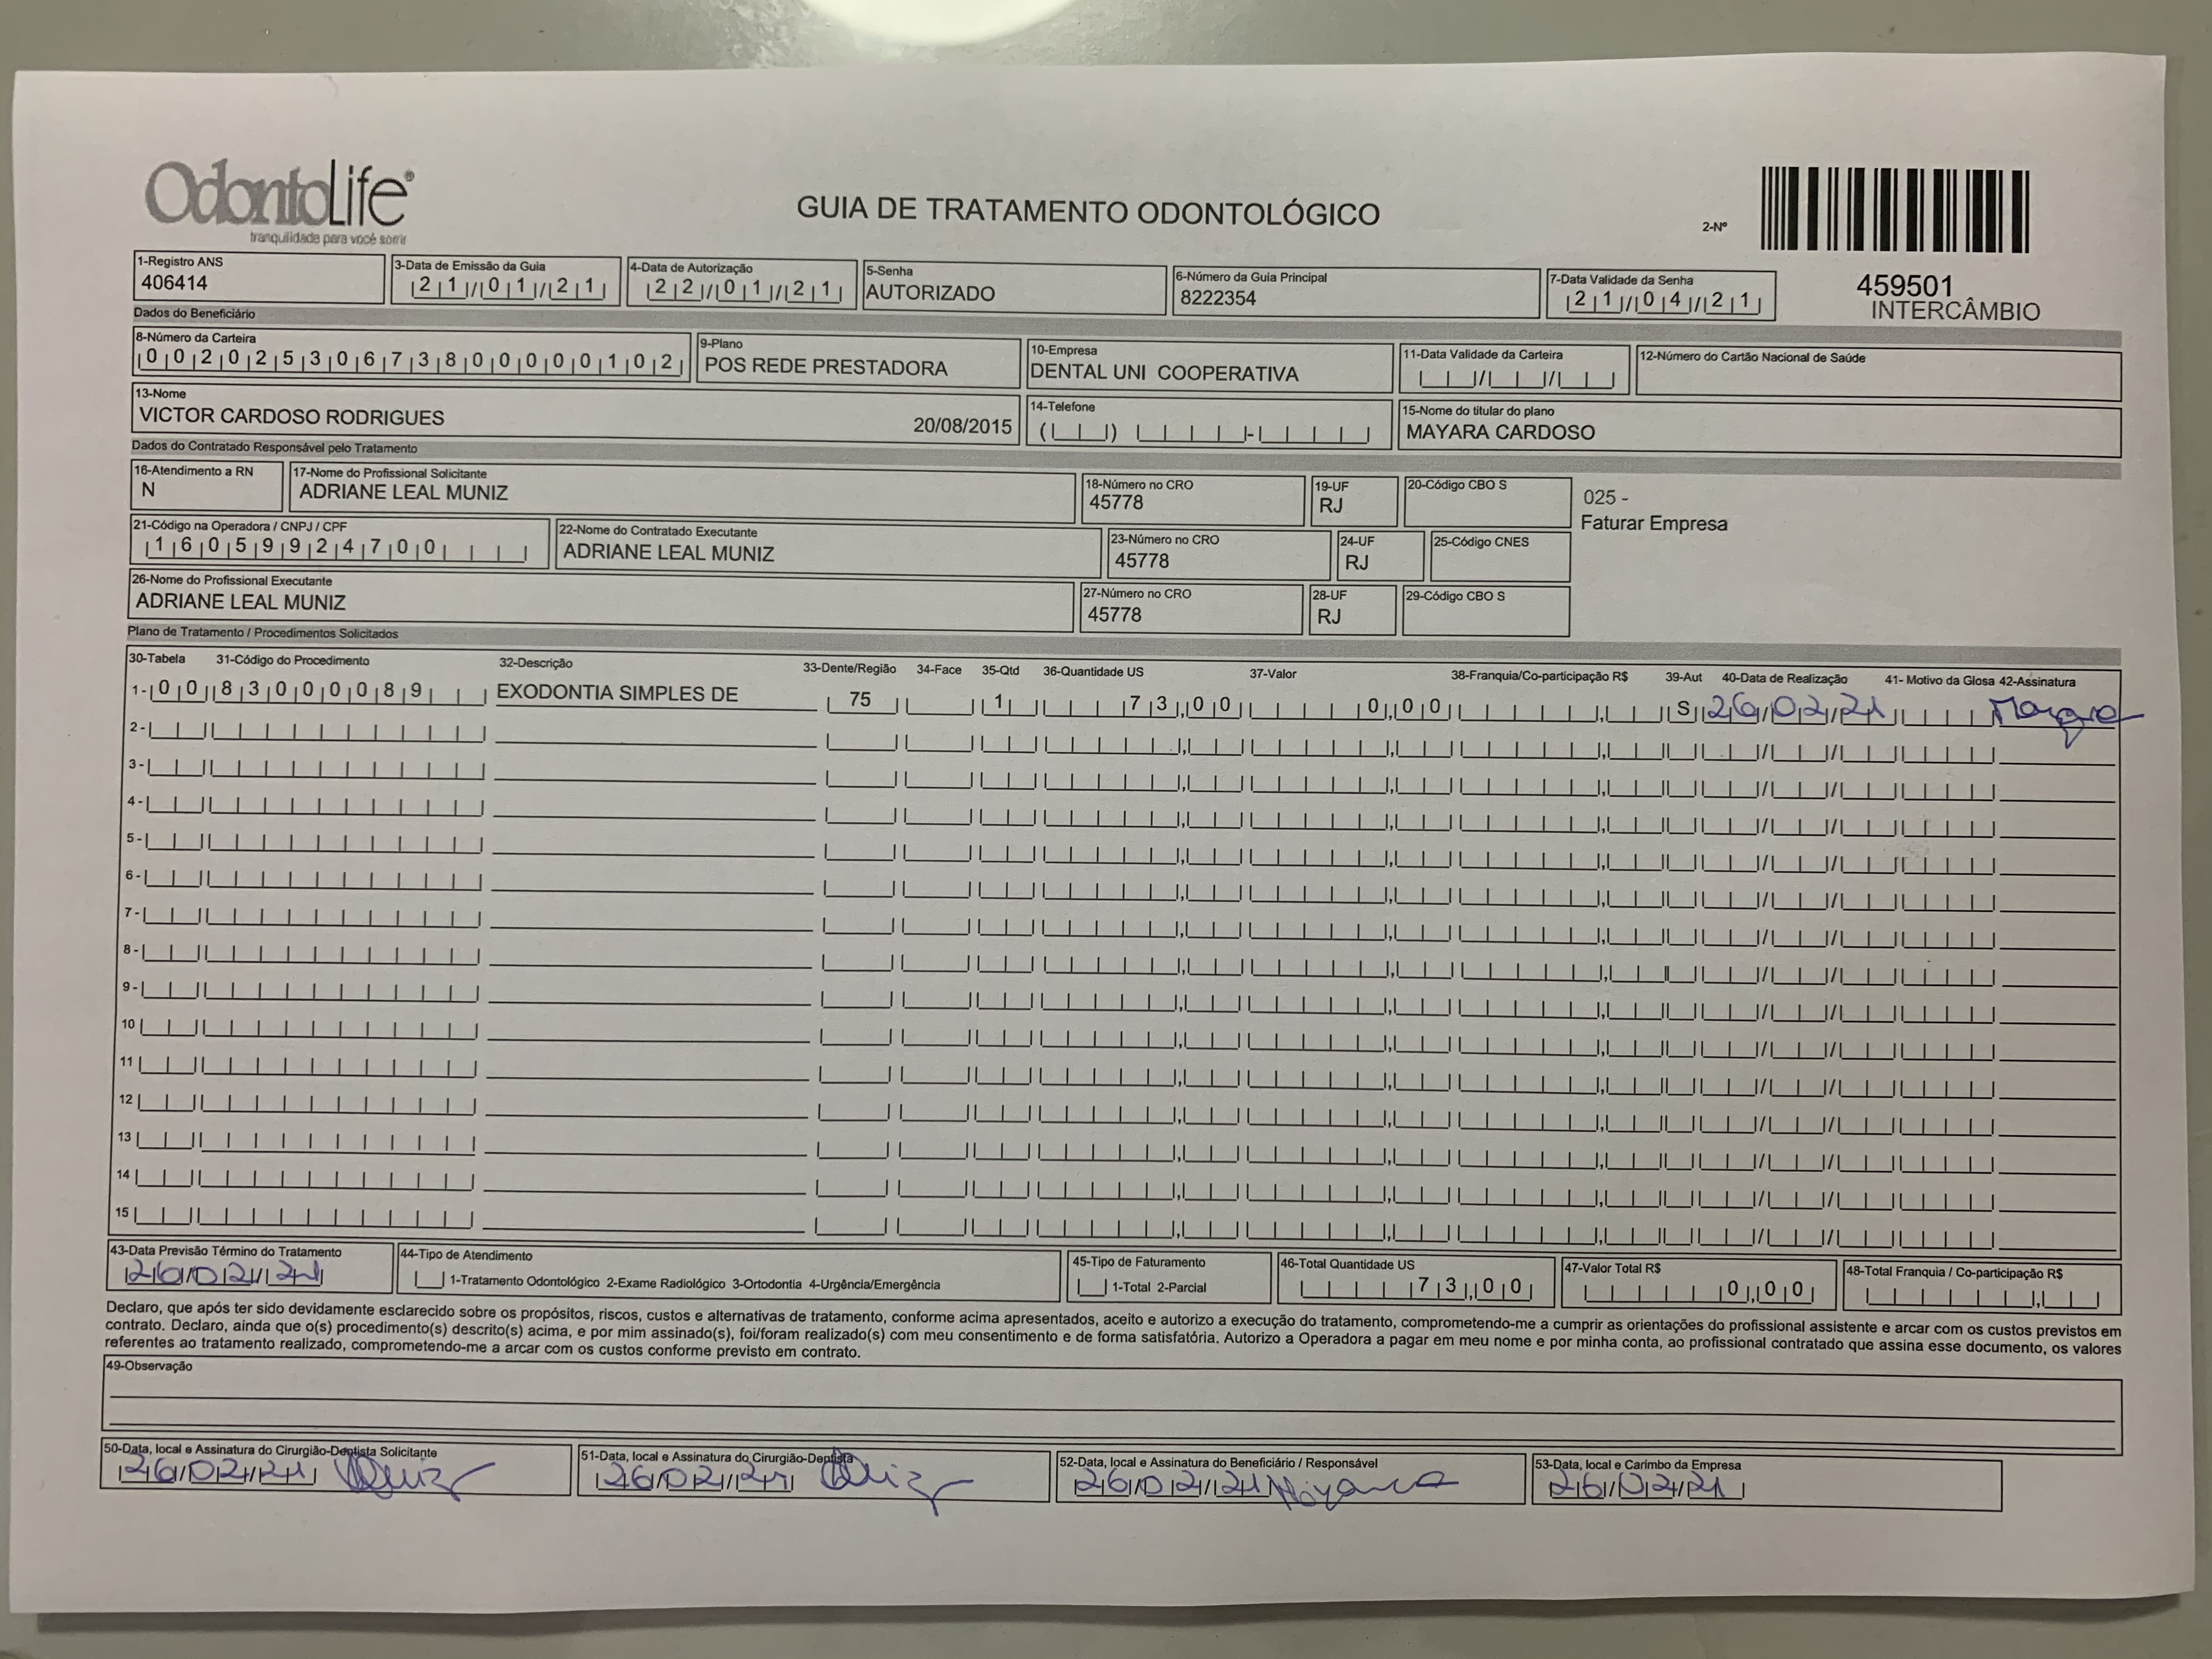 OdontoLife®
tranquilidade para você sorrir
GUIA DE TRATAMENTO ODONTOLÓGICO
2-Nº
459501
INTERCÂMBIO
1-Registro ANS
406414
3-Data de Emissão da Guia
21/01/21
4-Data de Autorização
22/01/21
5-Senha
AUTORIZADO
6-Número da Guia Principal
8222354
7-Data Validade da Senha
21/04/21
Dados do Beneficiário
8-Número da Carteira
00202530673800000102
9-Plano
POS REDE PRESTADORA
10-Empresa
DENTAL UNI COOPERATIVA
11-Data Validade da Carteira
12-Número do Cartão Nacional de Saúde
13-Nome
VICTOR CARDOSO RODRIGUES 20/08/2015
14-Telefone
15-Nome do titular do plano
MAYARA CARDOSO
Dados do Contratado Responsável pelo Tratamento
16-Atendimento a RN
N
17-Nome do Profissional Solicitante
ADRIANE LEAL MUNIZ
18-Número no CRO
45778
19-UF
RJ
20-Código CBO S
025 -
Faturar Empresa
21-Código na Operadora / CNPJ / CPF
16059924700
22-Nome do Contratado Executante
ADRIANE LEAL MUNIZ
23-Número no CRO
45778
24-UF
RJ
25-Código CNES
26-Nome do Profissional Executante
ADRIANE LEAL MUNIZ
27-Número no CRO
45778
28-UF
RJ
29-Código CBO S
Plano de Tratamento / Procedimentos Solicitados
30-Tabela 31-Código do Procedimento 32-Descrição 33-Dente/Região 34-Face 35-Qtd 36-Quantidade US 37-Valor 38-Franquia/Co-participação R$ 39-Aut 40-Data de Realização 41- Motivo da Glosa 42-Assinatura
1- 00 83000089 EXODONTIA SIMPLES DE 75 1 73,00 0,00 S 26/02/21
2-
3-
4-
5-
6-
7-
8-
9-
10
11
12
13
14
15
43-Data Previsão Término do Tratamento
26/02/21
44-Tipo de Atendimento
1-Tratamento Odontológico 2-Exame Radiológico 3-Ortodontia 4-Urgência/Emergência
45-Tipo de Faturamento
1-Total 2-Parcial
46-Total Quantidade US
73,00
47-Valor Total R$
0,00
48-Total Franquia / Co-participação R$
Declaro, que após ter sido devidamente esclarecido sobre os propósitos, riscos, custos e alternativas de tratamento, conforme acima apresentados, aceito e autorizo a execução do tratamento, comprometendo-me a cumprir as orientações do profissional assistente e arcar com os custos previstos em
contrato. Declaro, ainda que o(s) procedimento(s) descrito(s) acima, e por mim assinado(s), foi/foram realizado(s) com meu consentimento e de forma satisfatória. Autorizo a Operadora a pagar em meu nome e por minha conta, ao profissional contratado que assina esse documento, os valores
referentes ao tratamento realizado, comprometendo-me a arcar com os custos conforme previsto em contrato.
49-Observação
50-Data, local e Assinatura do Cirurgião-Dentista Solicitante
26/02/21
51-Data, local e Assinatura do Cirurgião-Dentista
26/02/21
52-Data, local e Assinatura do Beneficiário / Responsável
26/02/21 Mayara
53-Data, local e Carimbo da Empresa
26/02/21